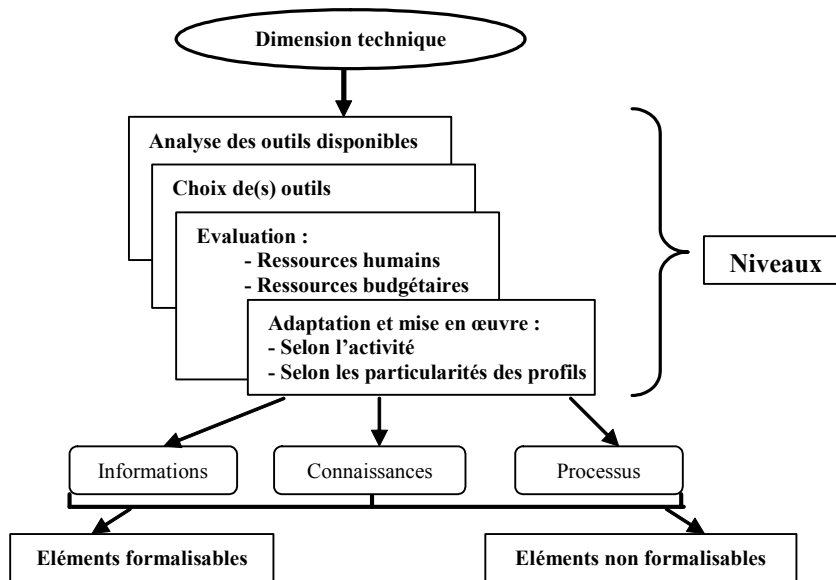 Dimension technique
Analyse des outils disponibles
Choix de(s) outils
Evaluation :
- Ressources humains
- Ressources budgétaires
Adaptation et mise en œuvre :
- Selon l’activité
- Selon les particularités des profils
Niveaux
Informations
Connaissances
Processus
Eléments formalisables
Eléments non formalisables